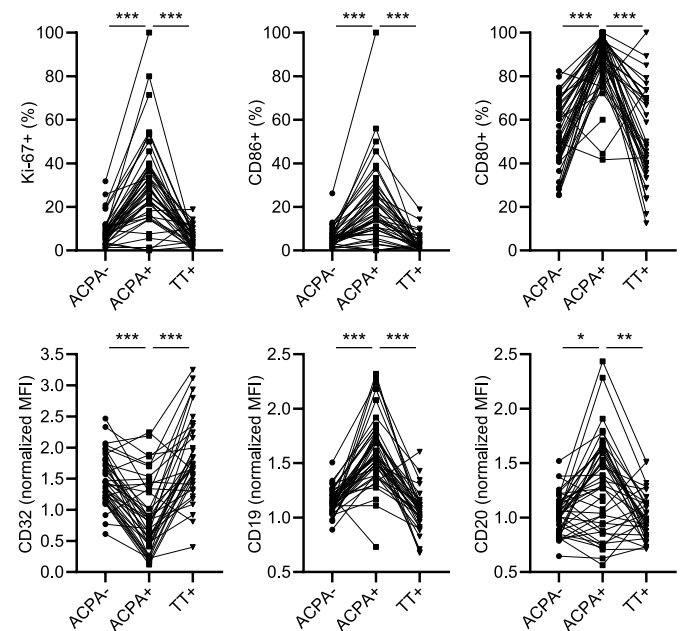 *** *** *** *** *** ***
100 100 100
80 80 80
60 60 60
40 40 40
20 20 20
0 0 0
Ki-67+ (%) CD86+ (%) CD80+ (%)
ACPA- ACPA+ TT+ ACPA- ACPA+ TT+ ACPA- ACPA+ TT+
*** *** *** *** * **
3.5 2.5 2.5
3.0
2.5 2.0 2.0
2.0
1.5 1.5 1.5
1.0 1.0 1.0
0.5
0.0 0.5 0.5
CD32 (normalized MFI) CD19 (normalized MFI) CD20 (normalized MFI)
ACPA- ACPA+ TT+ ACPA- ACPA+ TT+ ACPA- ACPA+ TT+